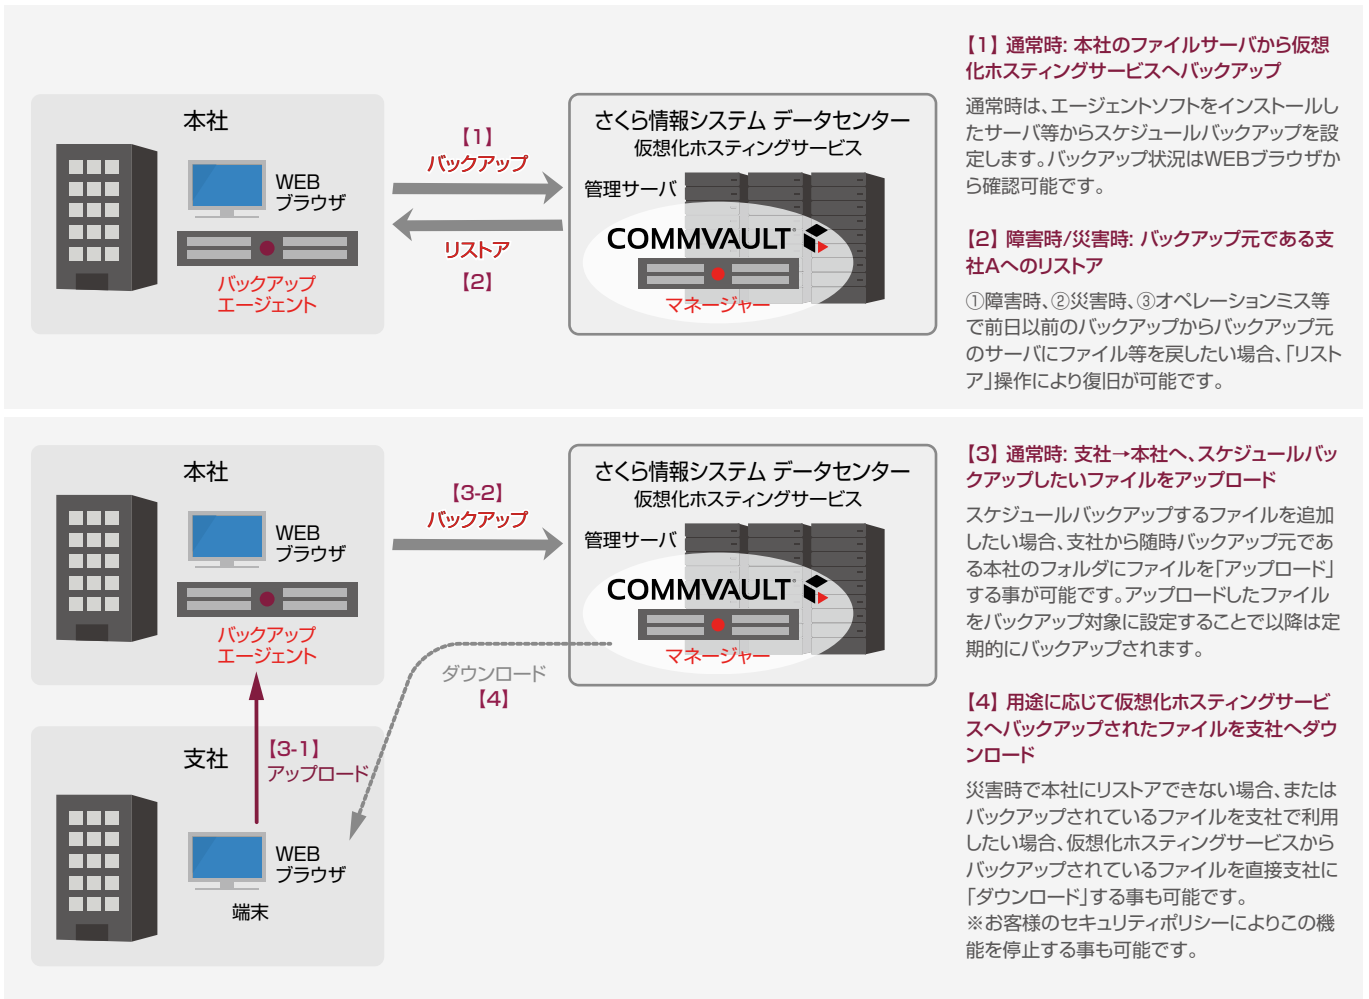 本社
WEB
ブラウザ
バックアップ
エージェント
【1】
バックアップ
リストア
【2】
さくら情報システム データセンター
仮想化ホスティングサービス
管理サーバ
COMMVAULT
マネージャー
【1】 通常時: 本社のファイルサーバから仮想
化ホスティングサービスへバックアップ
通常時は、エージェントソフトをインストールし
たサーバ等からスケジュールバックアップを設
定します。バックアップ状況はWEBブラウザか
ら確認可能です。
【2】 障害時/災害時: バックアップ元である支
社Aへのリストア
①障害時、②災害時、③オペレーションミス等
で前日以前のバックアップからバックアップ元
のサーバにファイル等を戻したい場合、「リスト
ア」操作により復旧が可能です。
本社
WEB
ブラウザ
バックアップ
エージェント
【3-2】
バックアップ
さくら情報システム データセンター
仮想化ホスティングサービス
管理サーバ
COMMVAULT
マネージャー
ダウンロード
【4】
支社
【3-1】
アップロード
WEB
ブラウザ
端末
【3】 通常時: 支社→本社へ、スケジュールバッ
クアップしたいファイルをアップロード
スケジュールバックアップするファイルを追加
したい場合、支社から随時バックアップ元であ
る本社のフォルダにファイルを「アップロード」
する事が可能です。アップロードしたファイル
をバックアップ対象に設定することで以降は定
期的にバックアップされます。
【4】 用途に応じて仮想化ホスティングサービ
スへバックアップされたファイルを支社へダウ
ンロード
災害時で本社にリストアできない場合、または
バックアップされているファイルを支社で利用
したい場合、仮想化ホスティングサービスから
バックアップされているファイルを直接支社に
「ダウンロード」する事も可能です。
※お客様のセキュリティポリシーによりこの機
能を停止する事も可能です。